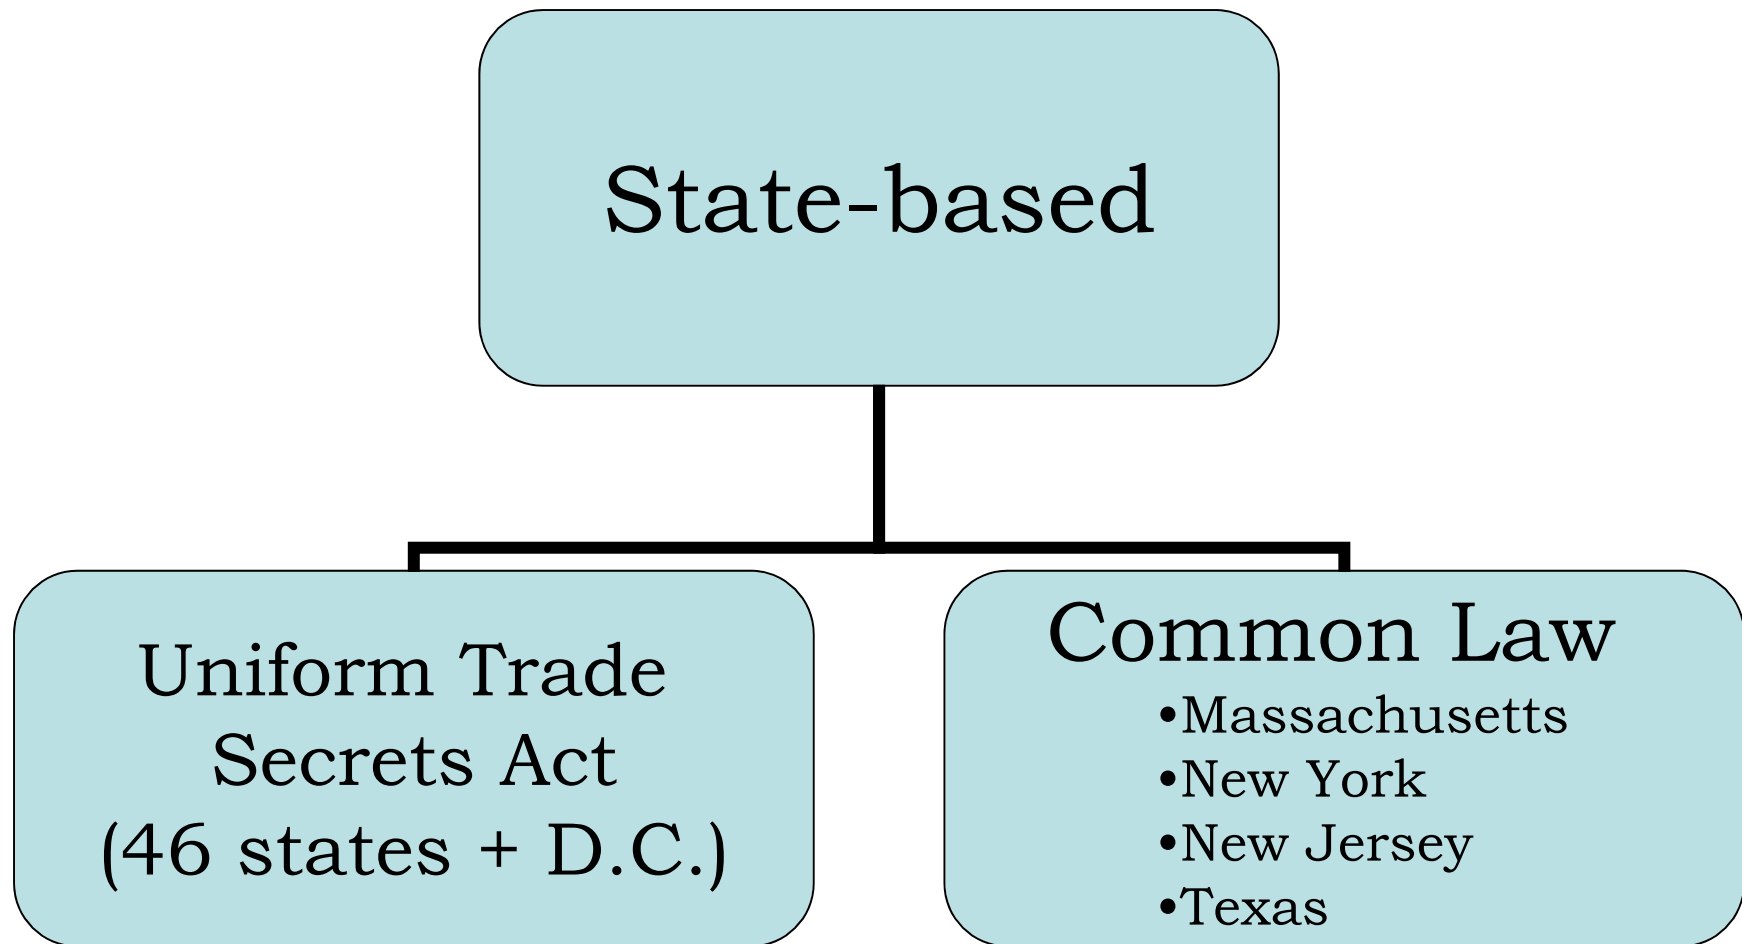 State-based
Uniform Trade
Secrets Act
(46 states + D.C.)
Common Law
•Massachusetts
•New York
•New Jersey
•Texas